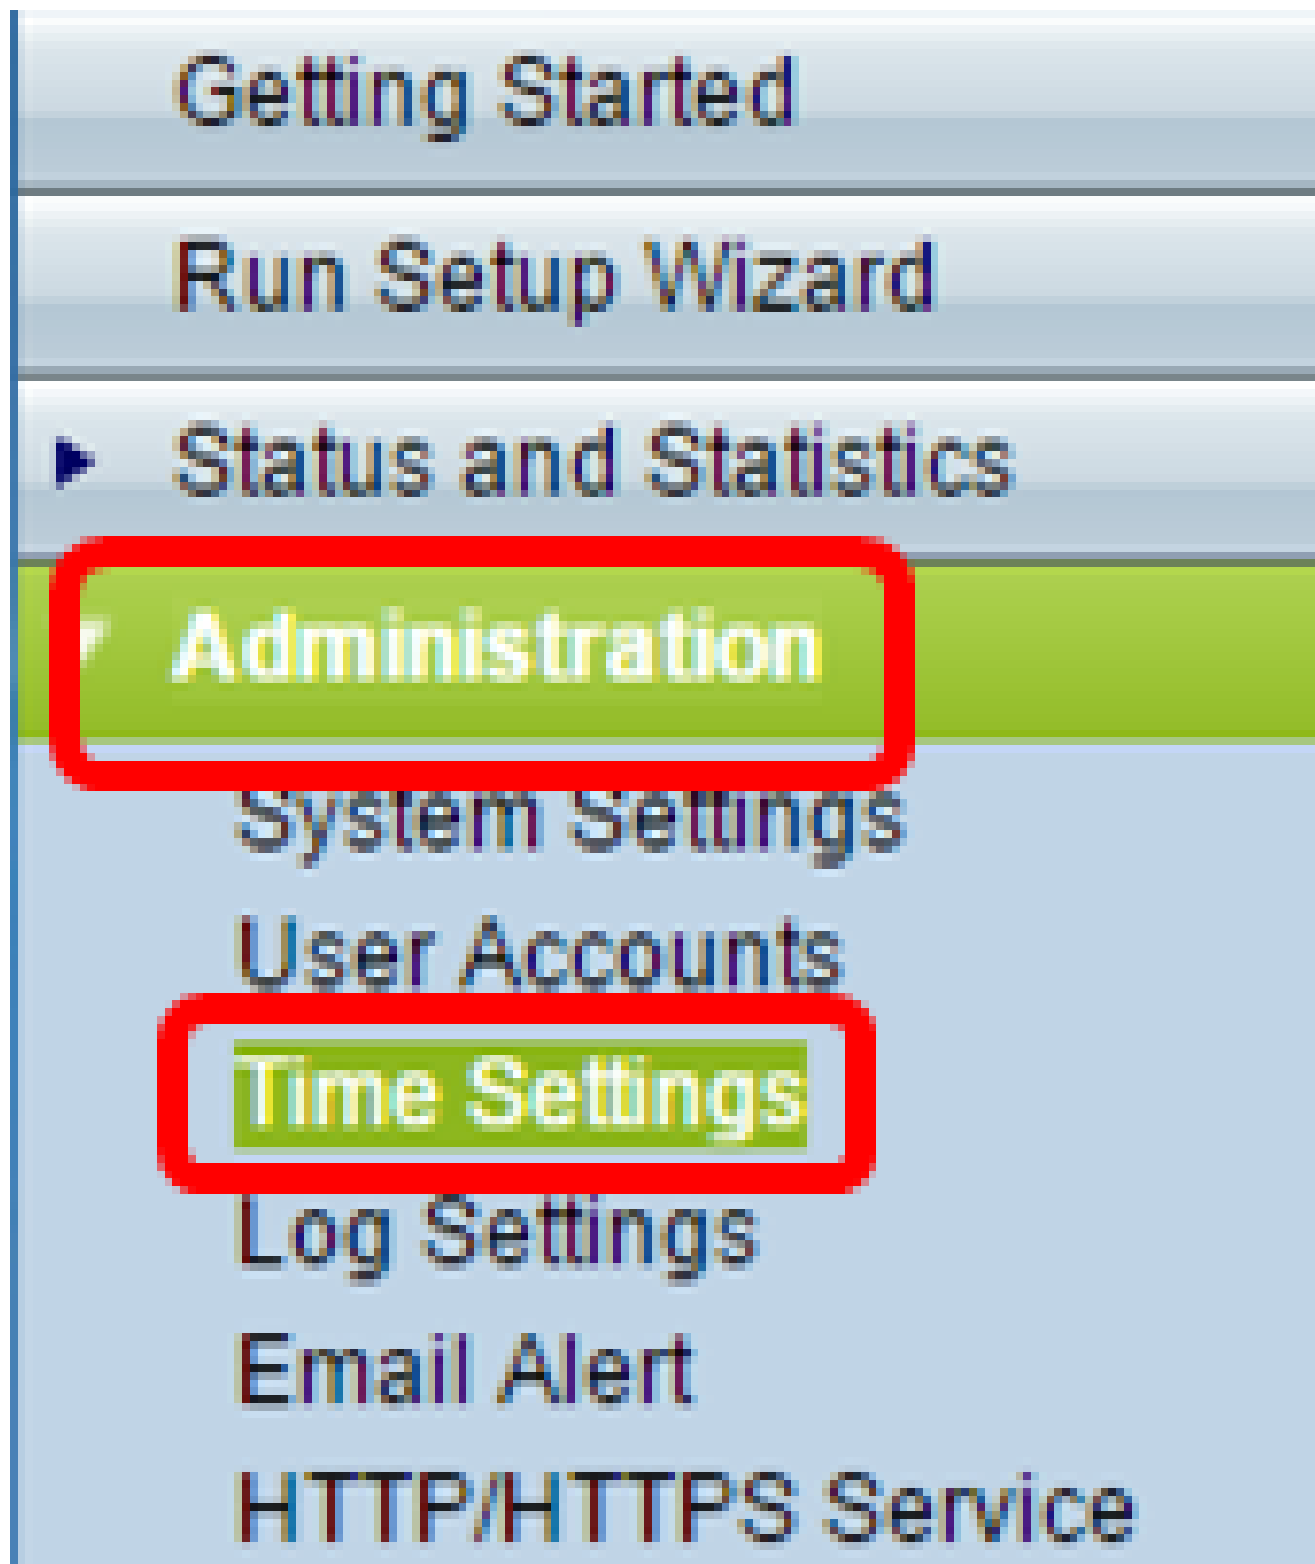 Getting Started
Run Setup Wizard
Status and Statistics
Administration
System Settings
User Accounts
Time Settings
Log Settings
Email Alert
HTTP/HTTPS Service